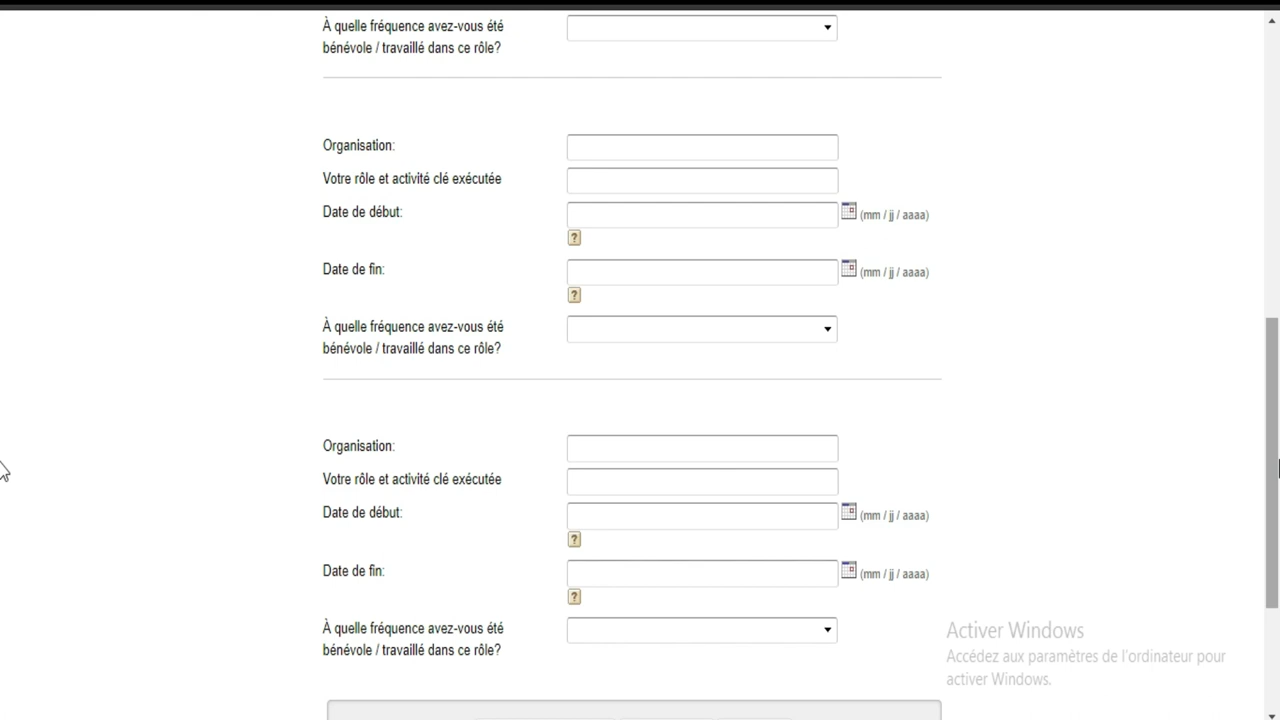 À quelle fréquence avez-vous été
bénévole / travaillé dans ce rôle?
Organisation:
Votre rôle et activité clé exécutée
Date de début:
(mm / jj / aaaa)
?
Date de fin:
(mm / jj / aaaa)
?
À quelle fréquence avez-vous été
bénévole / travaillé dans ce rôle?
Organisation:
Votre rôle et activité clé exécutée
Date de début:
(mm / jj / aaaa)
?
Date de fin:
(mm / jj / aaaa)
?
À quelle fréquence avez-vous été
bénévole / travaillé dans ce rôle?
Activer Windows
Accédez aux paramètres de l'ordinateur pour
activer Windows.